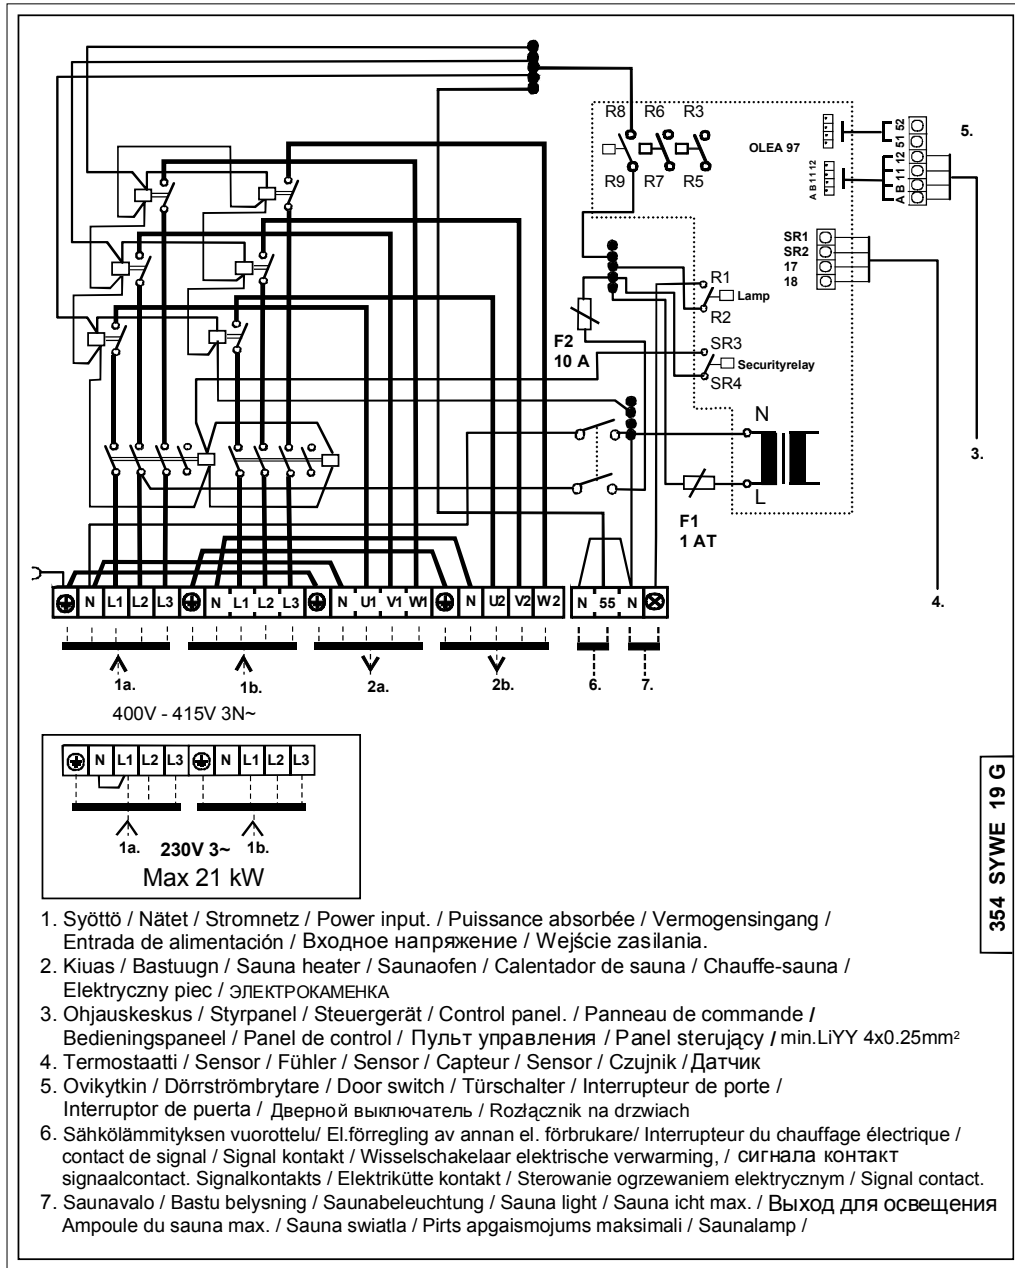 R8 R6 R3
OLEA 97
R9 R7 R5
51 52
A B 11 12
A B 11 12
5.
SR1
SR2
17
18
R1
Lamp
R2
F2
10 A
SR3
Securityrelay
SR4
N
3.
L
F1
1 AT
4.
N L1 L2 L3 N L1 L2 L3 N U1 V1 W1 N U2 V2 W2 N 55 N
1a. 1b. 2a. 2b. 6. 7.
400V - 415V 3N~
N L1 L2 L3 N L1 L2 L3
1a. 230V 3~ 1b.
Max 21 kW
354 SYWE 19 G
1. Syöttö / Nätet / Stromnetz / Power input. / Puissance absorbée / Vermogensingang /
Entrada de alimentación / Входное напряжение / Wejście zasilania.
2. Kiuas / Bastuugn / Sauna heater / Saunaofen / Calentador de sauna / Chauffe-sauna /
Elektryczny piec / ЭЛЕКТРОКАМЕНКА
3. Ohjauskeskus / Styrpanel / Steuergerät / Control panel. / Panneau de commande /
Bedieningspaneel / Panel de control / Пульт управления / Panel sterujący / min.LiYY 4x0.25mm²
4. Termostaatti / Sensor / Fühler / Sensor / Capteur / Sensor / Czujnik / Датчик
5. Ovikytkin / Dörrströmbrytare / Door switch / Türschalter / Interrupteur de porte /
Interruptor de puerta / Дверной выключатель / Rozłącznik na drzwiach
6. Sähkölämmityksen vuorottelu/ El.förregling av annan el. förbrukare/ Interrupteur du chauffage électrique /
contact de signal / Signal kontakt / Wisselschakelaar elektrische verwarming, / сигнала контакт
signaalcontact. Signalkontakts / Elektrikütte kontakt / Sterowanie ogrzewaniem elektrycznym / Signal contact.
7. Saunavalo / Bastu belysning / Saunabeleuchtung / Sauna light / Sauna icht max. / Выход для освещения
Ampoule du sauna max. / Sauna swiatla / Pirts apgaismojums maksimali / Saunalamp /